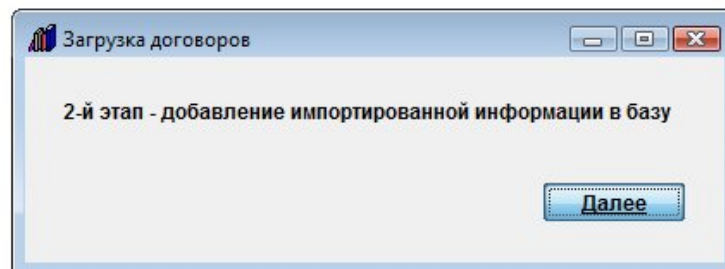 Загрузка договоров
2-й этап - добавление импортированной информации в базу
Далее